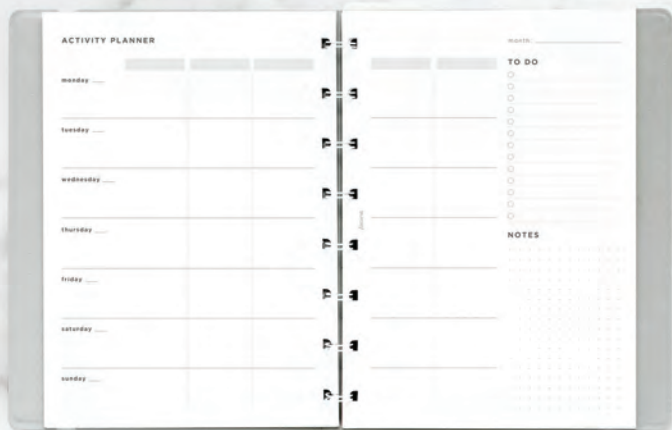 ACTIVITY PLANNER
monday
tuesday
wednesday
thursday
friday
saturday
sunday
month:
TO DO
NOTES